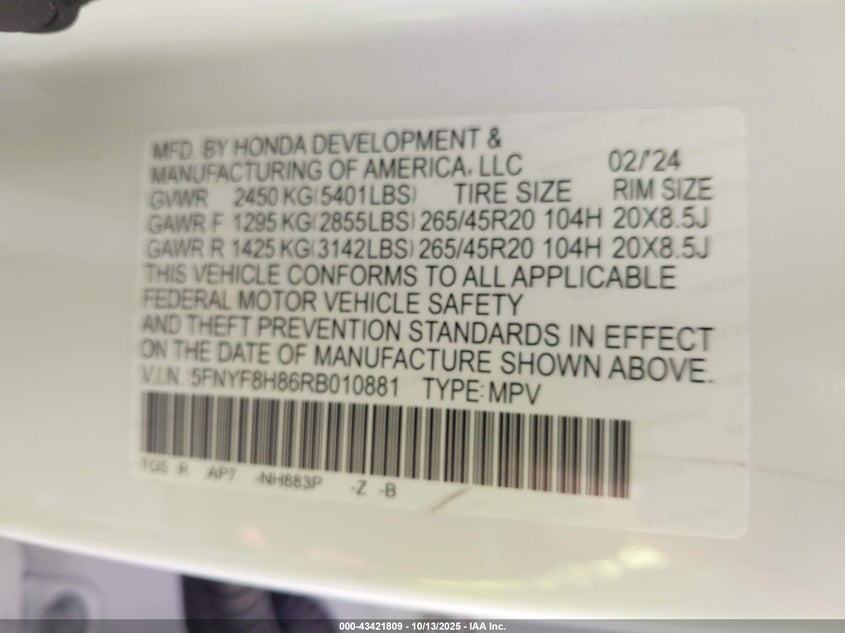 MFD. BY HONDA DEVELOPMENT &
MANUFACTURING OF AMERICA, LLC 02/'24
GVWR 2450 KG(5401LBS) TIRE SIZE RIM SIZE
GAWR F 1295 KG(2855LBS) 265/45R20 104H 20X8.5J
GAWR R 1425 KG(3142LBS) 265/45R20 104H 20X8.5J
THIS VEHICLE CONFORMS TO ALL APPLICABLE
FEDERAL MOTOR VEHICLE SAFETY
AND THEFT PREVENTION STANDARDS IN EFFECT
ON THE DATE OF MANUFACTURE SHOWN ABOVE.
V.I.N. :5FNYF8H86RB010881 TYPE:MPV
TGS :R AP7 -NH883P -Z -B
000-43421809 - 10/13/2025 - IAA Inc.